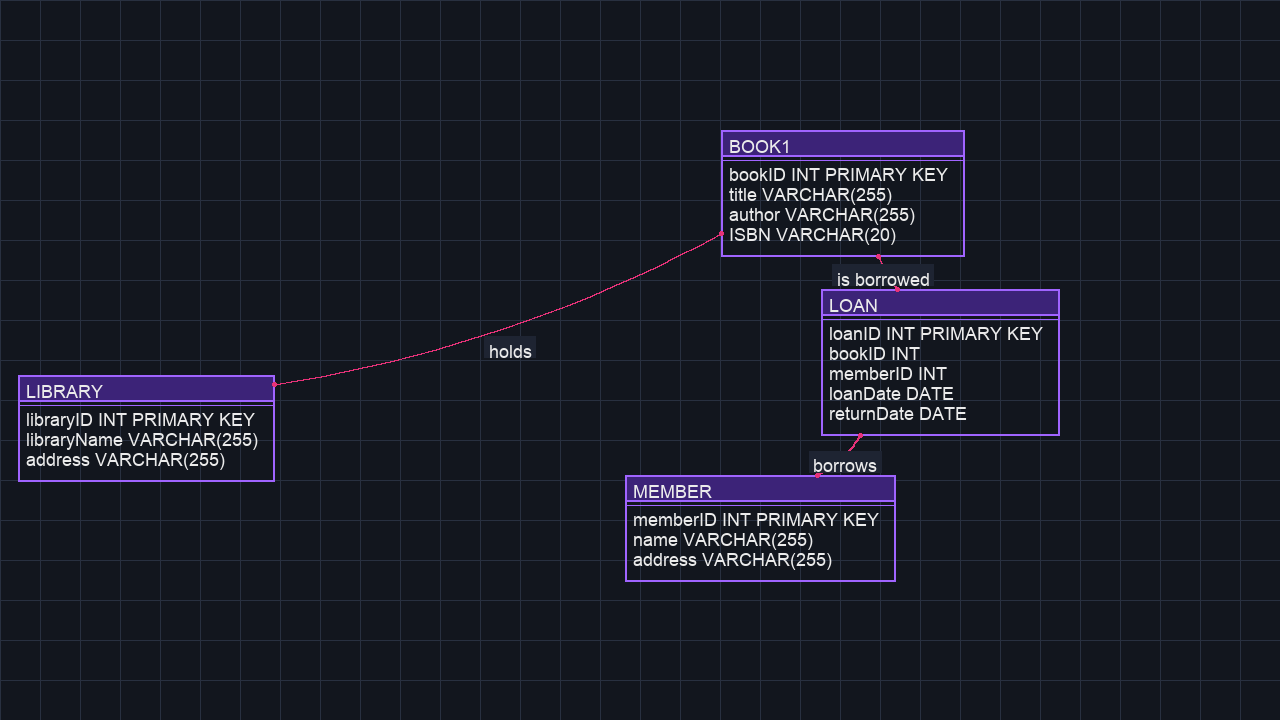 BOOK1
bookID INT PRIMARY KEY
title VARCHAR(255)
author VARCHAR(255)
ISBN VARCHAR(20)
is borrowed
LOAN
loanID INT PRIMARY KEY
bookID INT
memberID INT
loanDate DATE
returnDate DATE
holds
LIBRARY
libraryID INT PRIMARY KEY
libraryName VARCHAR(255)
address VARCHAR(255)
borrows
MEMBER
memberID INT PRIMARY KEY
name VARCHAR(255)
address VARCHAR(255)